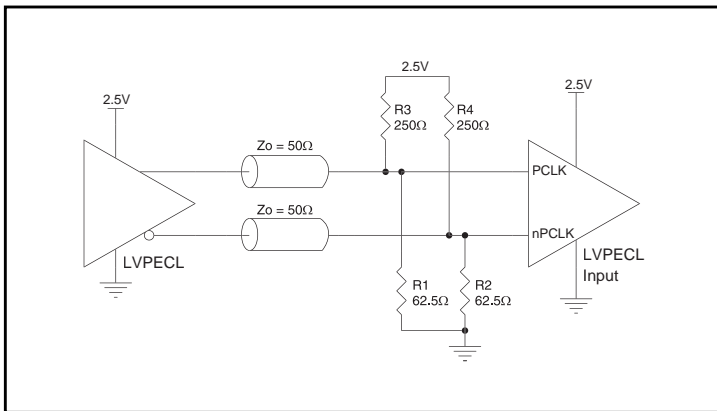 2.5V
2.5V
2.5V
R3
250Ω
R4
250Ω
Zo = 50Ω
PCLK
Zo = 50Ω
nPCLK
LVPECL
LVPECL
Input
R1
62.5Ω
R2
62.5Ω